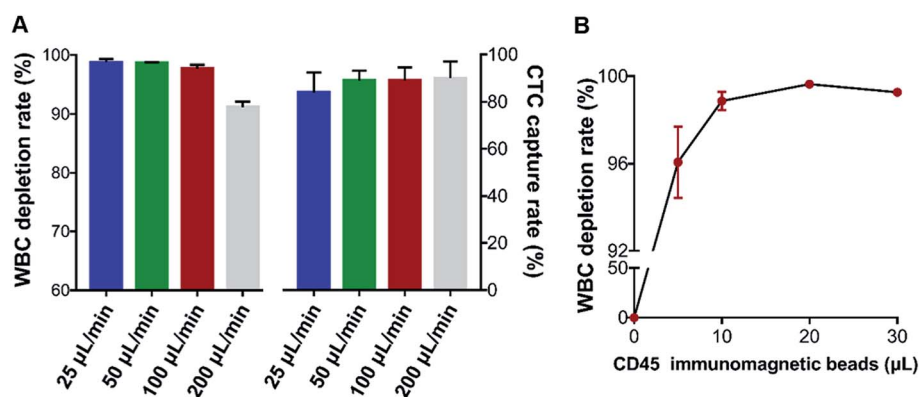 A
WBC depletion rate (%)
100
90
80
70
60
25 µL/min
50 µL/min
100 µL/min
200 µL/min
25 µL/min
50 µL/min
100 µL/min
200 µL/min
100
80
60
40
20
0
CTC capture rate (%)
B
WBC depletion rate (%)
100
96
92
50
0
0 10 20 30
CD45 immunomagnetic beads (µL)